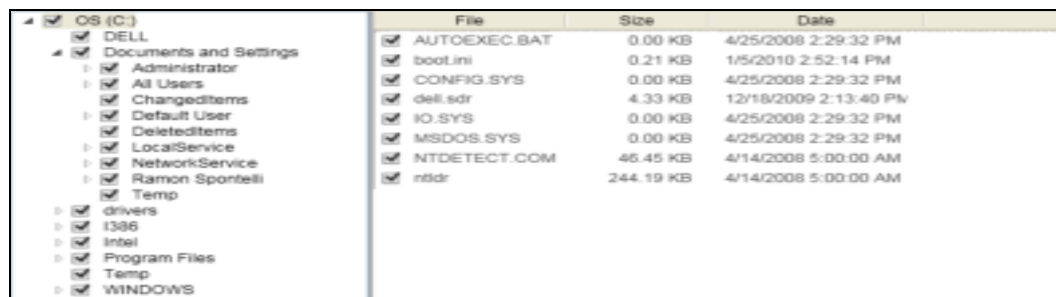 OS (C:)
DELL
Documents and Settings
Administrator
All Users
ChangedItems
Default User
DeletedItems
LocalService
NetworkService
Ramon Spontelli
Temp
drivers
I386
Intel
Program Files
Temp
WINDOWS
File Size Date
AUTOEXEC.BAT 0.00 KB 4/25/2008 2:29:32 PM
boot.ini 0.21 KB 1/5/2010 2:52:14 PM
CONFIG.SYS 0.00 KB 4/25/2008 2:29:32 PM
dell.sdr 4.33 KB 12/18/2009 2:13:40 PM
IO.SYS 0.00 KB 4/25/2008 2:29:32 PM
MSDOS.SYS 0.00 KB 4/25/2008 2:29:32 PM
NTDETECT.COM 46.45 KB 4/14/2008 5:00:00 AM
ntldr 244.19 KB 4/14/2008 5:00:00 AM